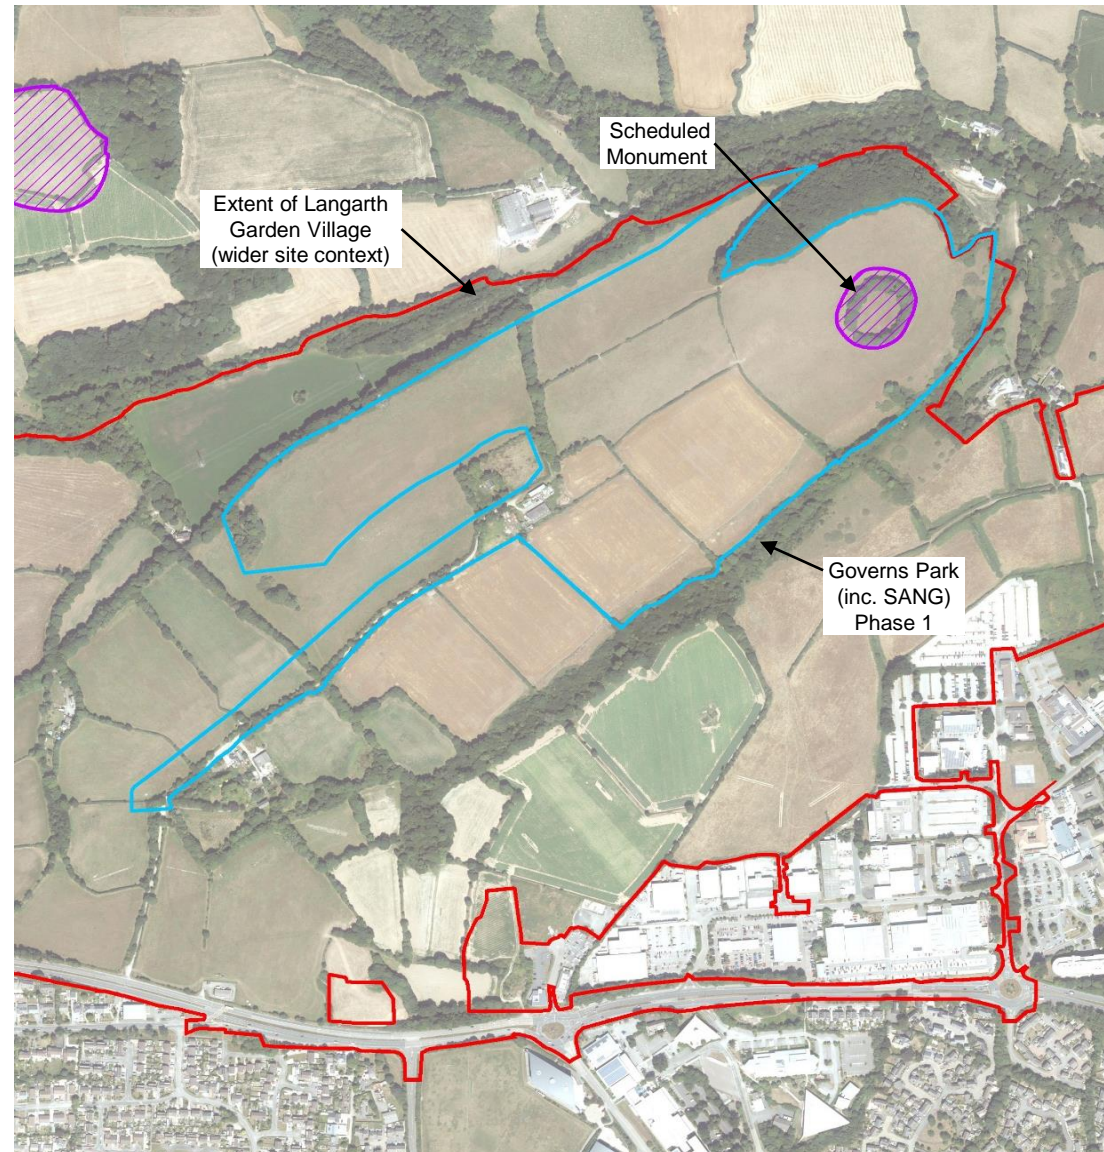 Scheduled
Monument
Extent of Langarth
Garden Village
(wider site context)
Governs Park
(inc. SANG)
Phase 1